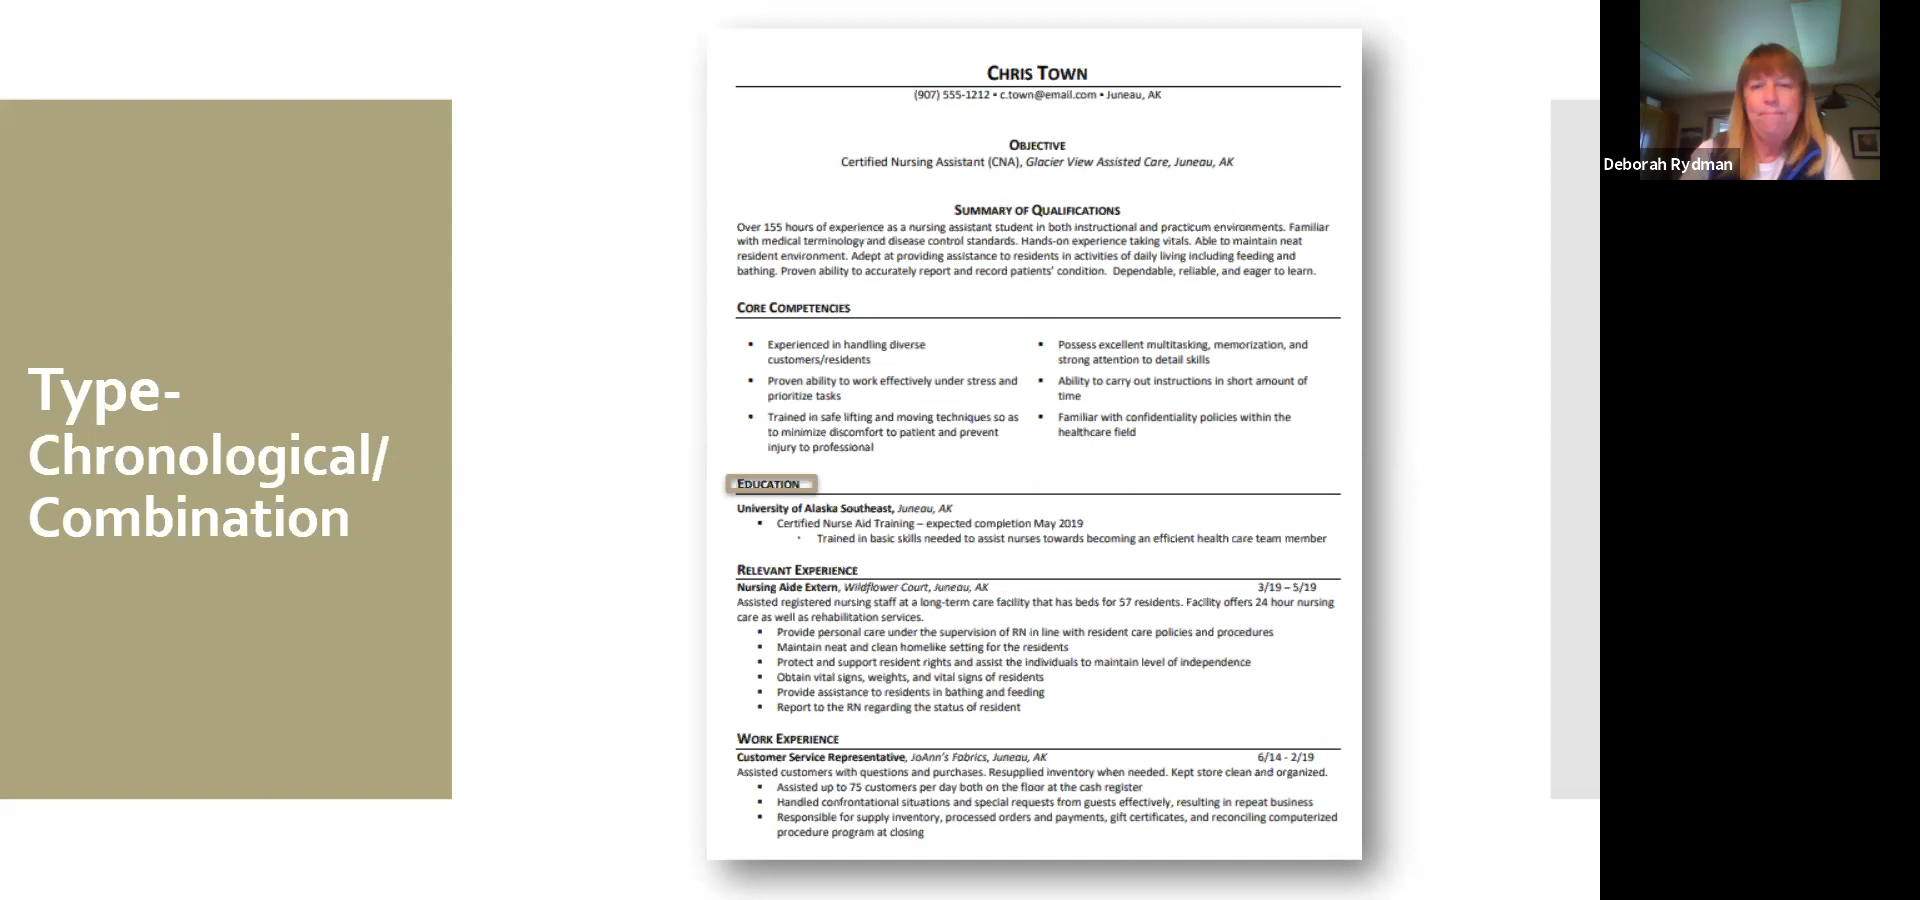 Type-
Chronological/
Combination
CHRIS TOWN
(907) 555-1212 ▪ c.town@email.com ▪ Juneau, AK
OBJECTIVE
Certified Nursing Assistant (CNA), Glacier View Assisted Care, Juneau, AK
SUMMARY OF QUALIFICATIONS
Over 155 hours of experience as a nursing assistant student in both instructional and practicum environments. Familiar
with medical terminology and disease control standards. Hands-on experience taking vitals. Able to maintain neat
resident environment. Adept at providing assistance to residents in activities of daily living including feeding and
bathing. Proven ability to accurately report and record patients' condition. Dependable, reliable, and eager to learn.
CORE COMPETENCIES
▪ Experienced in handling diverse
customers/residents
▪ Proven ability to work effectively under stress and
prioritize tasks
▪ Trained in safe lifting and moving techniques so as
to minimize discomfort to patient and prevent
injury to professional
▪ Possess excellent multitasking, memorization, and
strong attention to detail skills
▪ Ability to carry out instructions in short amount of
time
▪ Familiar with confidentiality policies within the
healthcare field
EDUCATION
University of Alaska Southeast, Juneau, AK
▪ Certified Nurse Aid Training – expected completion May 2019
▪ Trained in basic skills needed to assist nurses towards becoming an efficient health care team member
RELEVANT EXPERIENCE
Nursing Aide Extern, Wildflower Court, Juneau, AK 3/19 – 5/19
Assisted registered nursing staff at a long-term care facility that has beds for 57 residents. Facility offers 24 hour nursing
care as well as rehabilitation services.
▪ Provide personal care under the supervision of RN in line with resident care policies and procedures
▪ Maintain neat and clean homelike setting for the residents
▪ Protect and support resident rights and assist the individuals to maintain level of independence
▪ Obtain vital signs, weights, and vital signs of residents
▪ Provide assistance to residents in bathing and feeding
▪ Report to the RN regarding the status of resident
WORK EXPERIENCE
Customer Service Representative, JoAnn's Fabrics, Juneau, AK 6/14 - 2/19
Assisted customers with questions and purchases. Resupplied inventory when needed. Kept store clean and organized.
▪ Assisted up to 75 customers per day both on the floor at the cash register
▪ Handled confrontational situations and special requests from guests effectively, resulting in repeat business
▪ Responsible for supply inventory, processed orders and payments, gift certificates, and reconciling computerized
procedure program at closing
Deborah Rydman